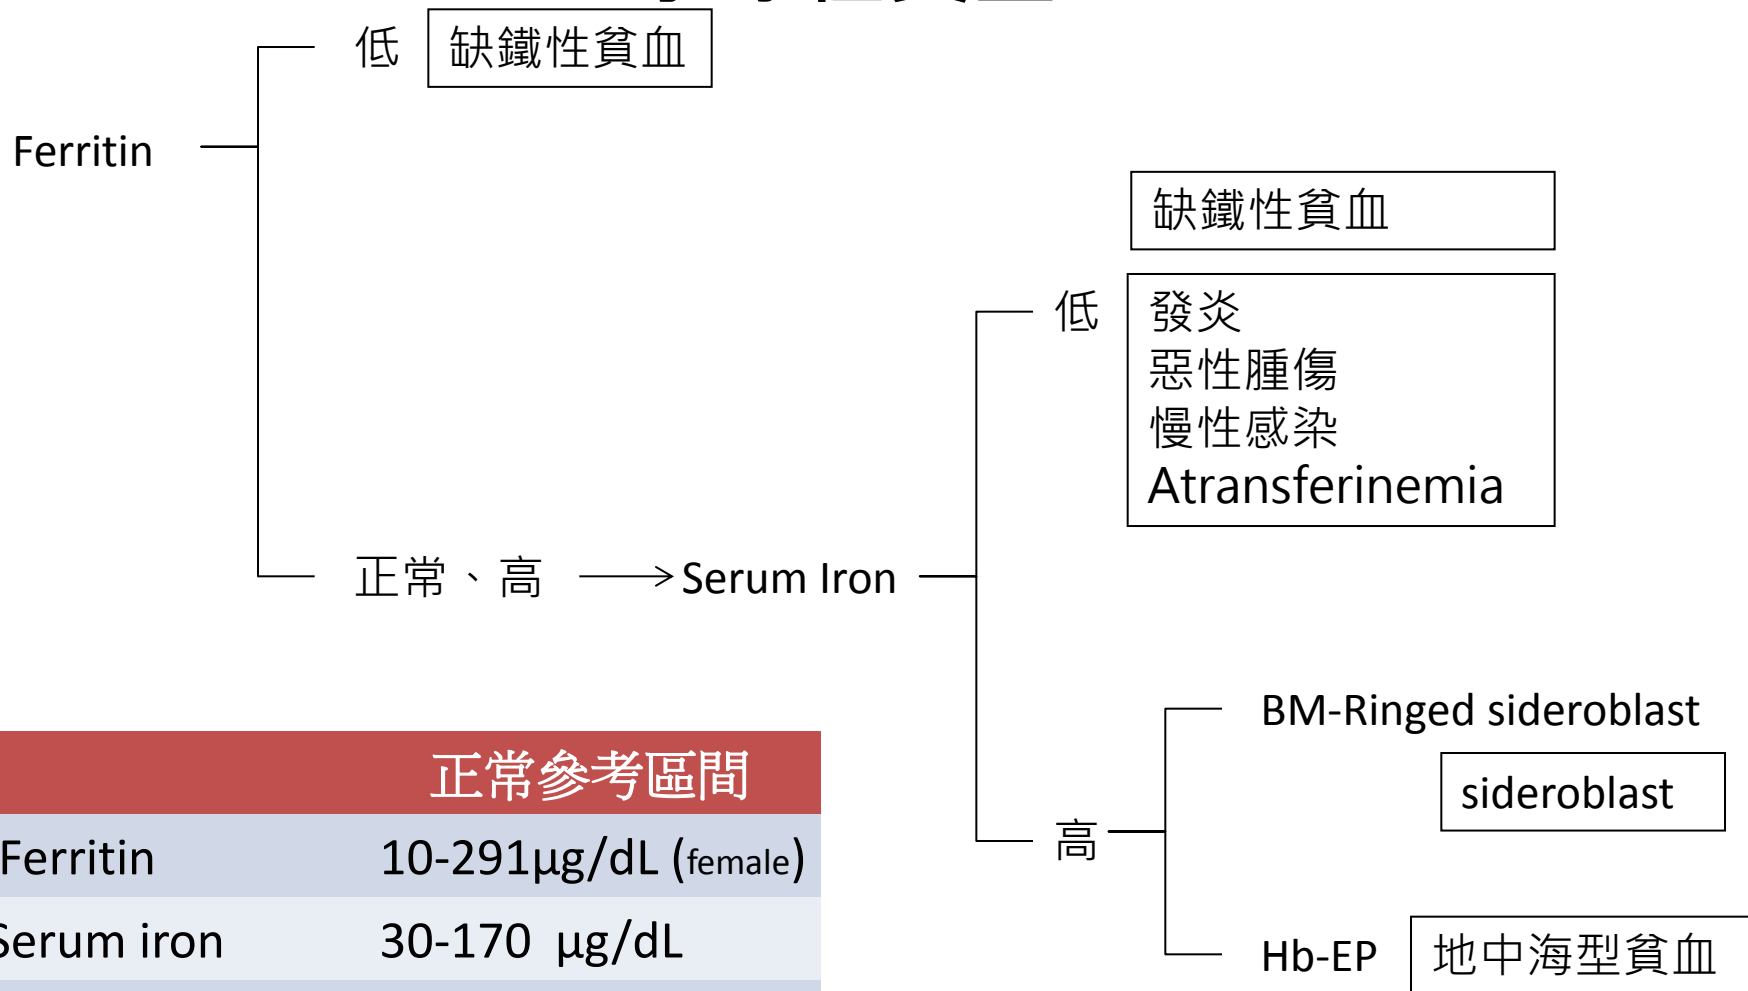 低 缺鐵性貧血
Ferritin
缺鐵性貧血
低
發炎
惡性腫傷
慢性感染
Atransferinemia
正常、高 → Serum Iron
BM-Ringed sideroblast
sideroblast
高
Hb-EP 地中海型貧血
正常參考區間
Ferritin 10-291μg/dL (female)
Serum iron 30-170 μg/dL